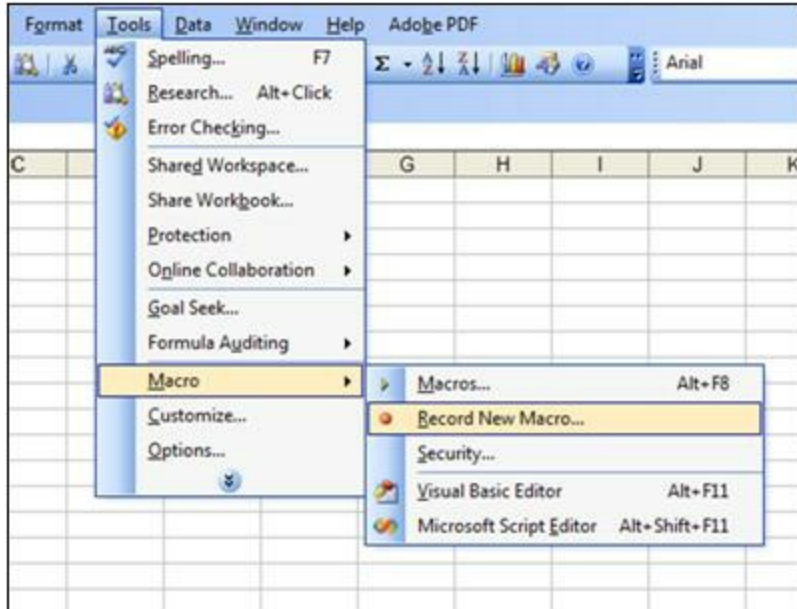 Format Tools Data Window Help Adobe PDF
Σ Arial
Spelling... F7
Research... Alt+Click
Error Checking...
C G H I J K
Shared Workspace...
Share Workbook...
Protection
Online Collaboration
Goal Seek...
Formula Auditing
Macro
Customize...
Options...
Macros... Alt+F8
Record New Macro...
Security...
Visual Basic Editor Alt+F11
Microsoft Script Editor Alt+Shift+F11